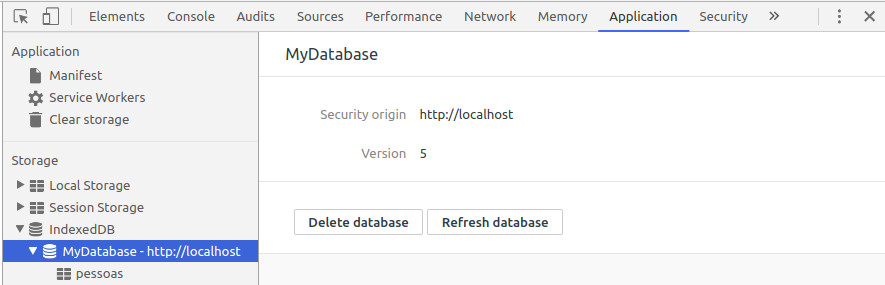 Elements Console Audits Sources Performance Network Memory Application Security »
Application
Manifest
Service Workers
Clear storage
Storage
Local Storage
Session Storage
IndexedDB
MyDatabase - http://localhost
pessoas
MyDatabase
Security origin http://localhost
Version 5
Delete database Refresh database